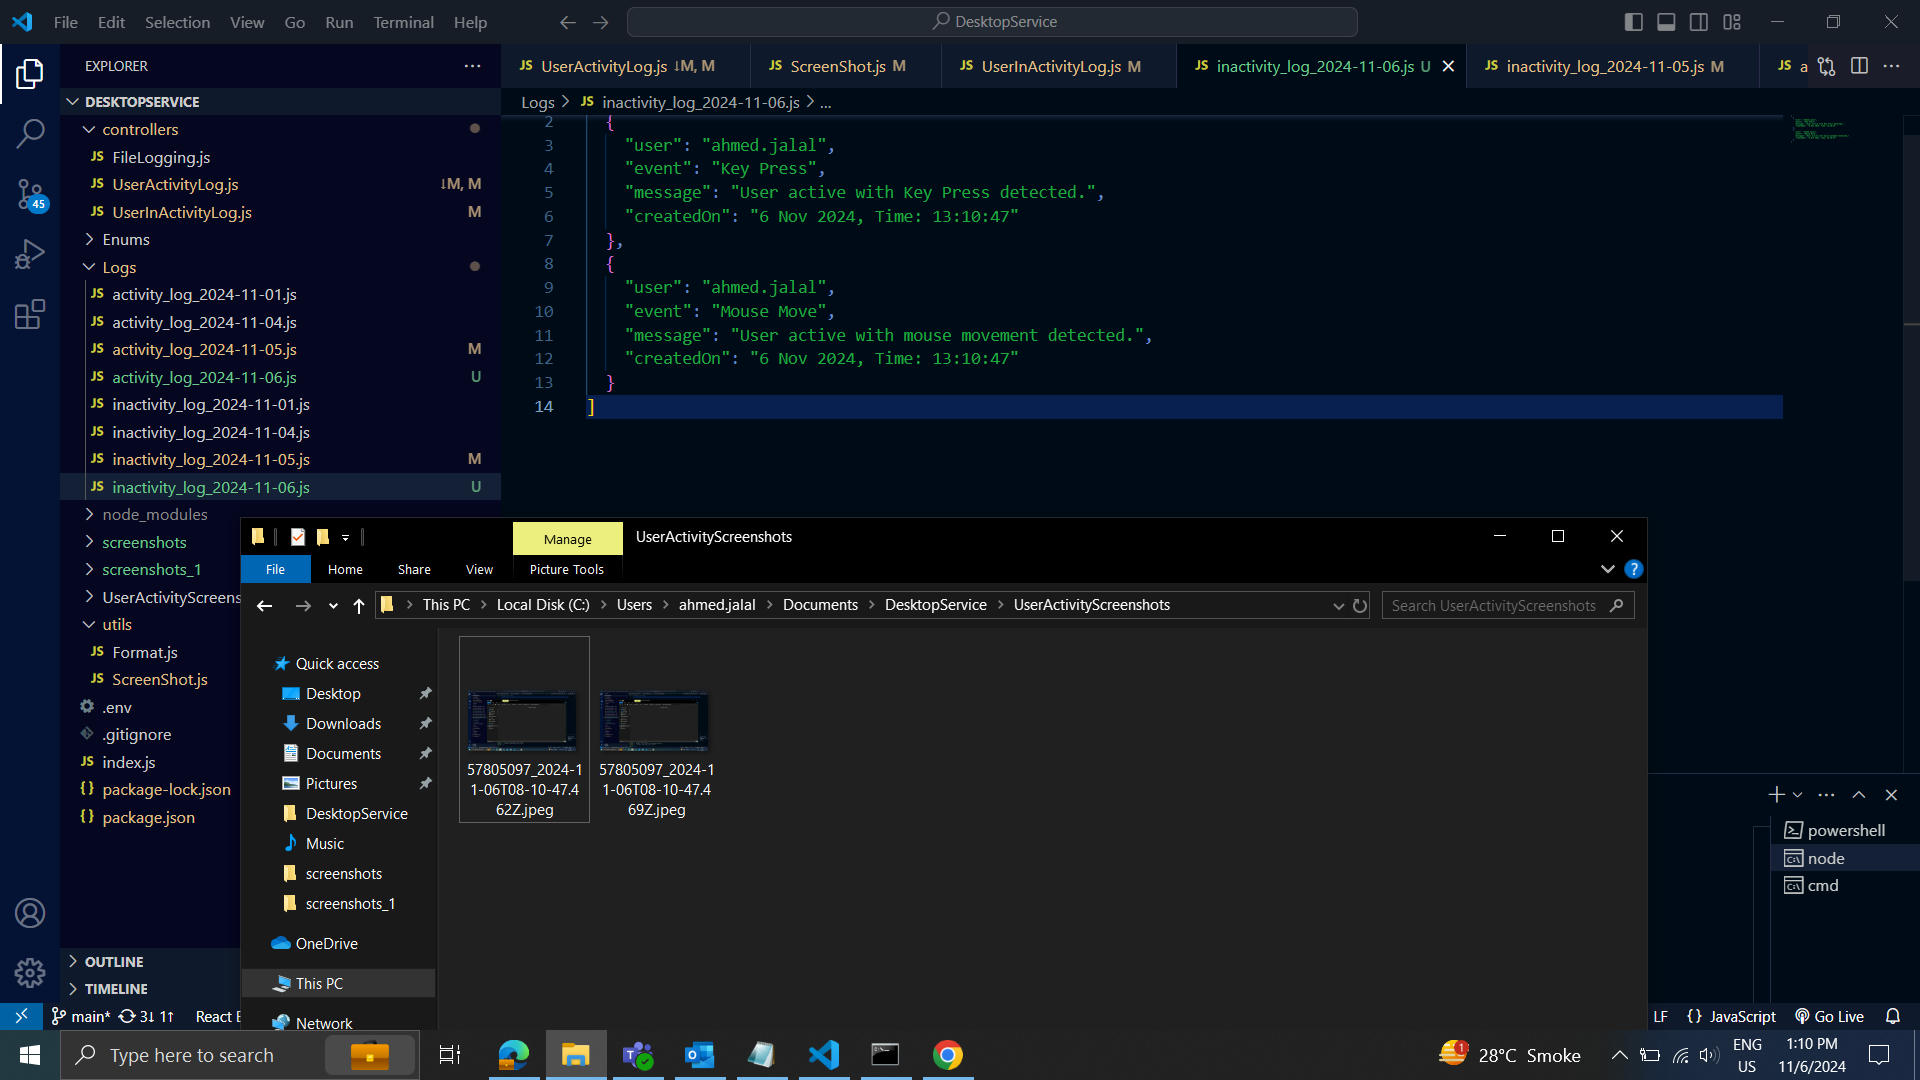 File Edit Selection View Go Run Terminal Help
DesktopService
EXPLORER
DESKTOPSERVICE
controllers
JS FileLogging.js
JS UserActivityLog.js ↓M, M
JS UserInActivityLog.js M
Enums
Logs
JS activity_log_2024-11-01.js
JS activity_log_2024-11-04.js
JS activity_log_2024-11-05.js M
JS activity_log_2024-11-06.js U
JS inactivity_log_2024-11-01.js
JS inactivity_log_2024-11-04.js
JS inactivity_log_2024-11-05.js M
JS inactivity_log_2024-11-06.js U
node_modules
screenshots
screenshots_1
UserActivityScreens
utils
JS Format.js
JS ScreenShot.js
.env
.gitignore
JS index.js
{} package-lock.json
{} package.json
OUTLINE
TIMELINE
45
JS UserActivityLog.js ↓M, M
JS ScreenShot.js M
JS UserInActivityLog.js M
JS inactivity_log_2024-11-06.js U
JS inactivity_log_2024-11-05.js M
JS a
Logs > JS inactivity_log_2024-11-06.js > ...
2 {
3 "user": "ahmed.jalal",
4 "event": "Key Press",
5 "message": "User active with Key Press detected.",
6 "createdOn": "6 Nov 2024, Time: 13:10:47"
7 },
8 {
9 "user": "ahmed.jalal",
10 "event": "Mouse Move",
11 "message": "User active with mouse movement detected.",
12 "createdOn": "6 Nov 2024, Time: 13:10:47"
13 }
14 ]
Manage
UserActivityScreenshots
File Home Share View Picture Tools
This PC > Local Disk (C:) > Users > ahmed.jalal > Documents > DesktopService > UserActivityScreenshots
Search UserActivityScreenshots
Quick access
Desktop
Downloads
Documents
Pictures
DesktopService
Music
screenshots
screenshots_1
OneDrive
This PC
Network
57805097_2024-1
1-06T08-10-47.4
62Z.jpeg
57805097_2024-1
1-06T08-10-47.4
69Z.jpeg
powershell
node
cmd
main* 3↓ 1↑ React
LF {} JavaScript Go Live
Type here to search
1
28°C Smoke
ENG
US
1:10 PM
11/6/2024